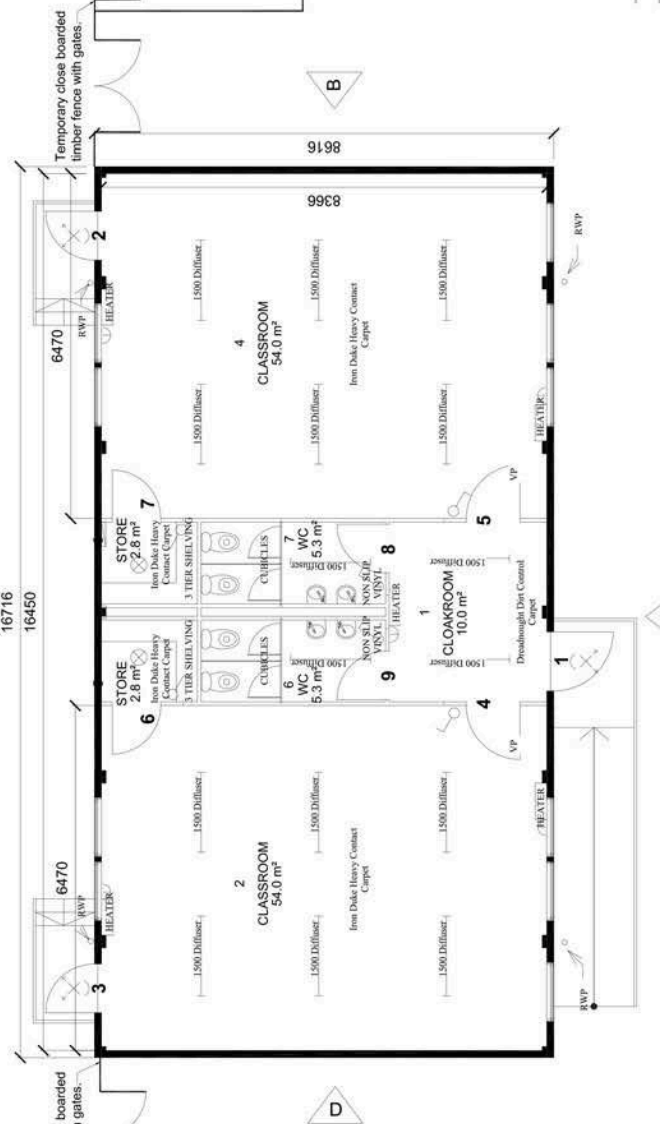 Temporary close boarded
timber fence with gates.
B
16716
16450
8616
8366
6470
6470
boarded
gates.
D
2
RWP
HEATER
4
CLASSROOM
54.0 m²
1500 Diffuser
1500 Diffuser
1500 Diffuser
1500 Diffuser
1500 Diffuser
1500 Diffuser
Iron Duke Heavy Contact
Carpet
HEATER
RWP
7
STORE
2.8 m²
Iron Duke Heavy
Contact Carpet
3 TIER SHELVING
CUBICLES
7
WC
5.3 m²
1500 Diffuser
NON SLIP
VINYL
8
5
VP
STORE
2.8 m²
Iron Duke Heavy
Contact Carpet
3 TIER SHELVING
CUBICLES
6
WC
5.3 m²
1500 Diffuser
NON SLIP
VINYL
9
HEATER
1
CLOAKROOM
10.0 m²
1500 Diffuser
1500 Diffuser
Dreadnought Dirt Control
Carpet
1
4
VP
6
3
RWP
HEATER
2
CLASSROOM
54.0 m²
1500 Diffuser
1500 Diffuser
1500 Diffuser
1500 Diffuser
1500 Diffuser
1500 Diffuser
Iron Duke Heavy Contact
Carpet
HEATER
RWP